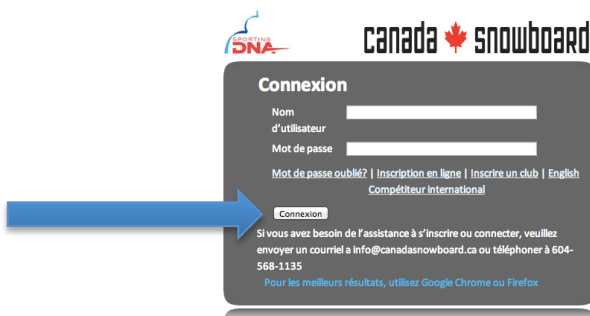 SPORTING
DNA
canada snowboard
Connexion
Nom
d'utilisateur
Mot de passe
Mot de passe oublié? | Inscription en ligne | Inscrire un club | English
Compétiteur international
Connexion
Si vous avez besoin de l'assistance à s'inscrire ou connecter, veuillez
envoyer un courriel a info@canadasnowboard.ca ou téléphoner à 604-
568-1135
Pour les meilleurs résultats, utilisez Google Chrome ou Firefox